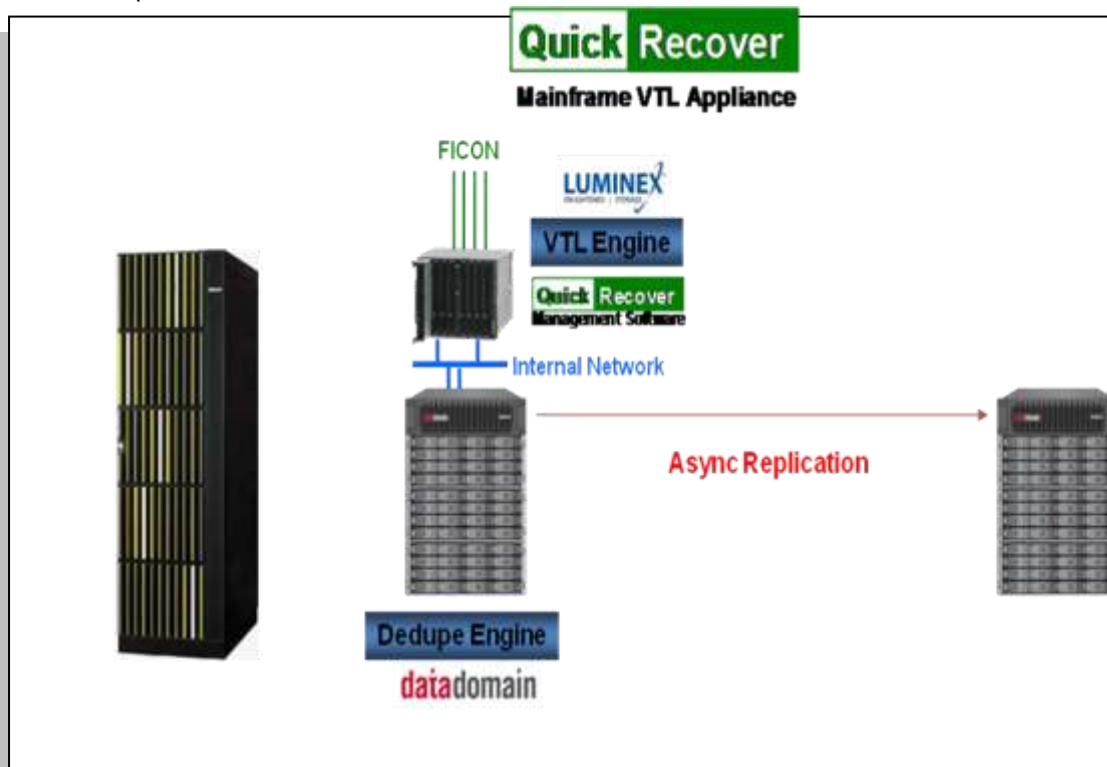 Quick Recover
Mainframe VTL Appliance
FICON
LUMINEX
VTL Engine
Quick Recover
Management Software
Internal Network
Async Replication
Dedupe Engine
datadomain